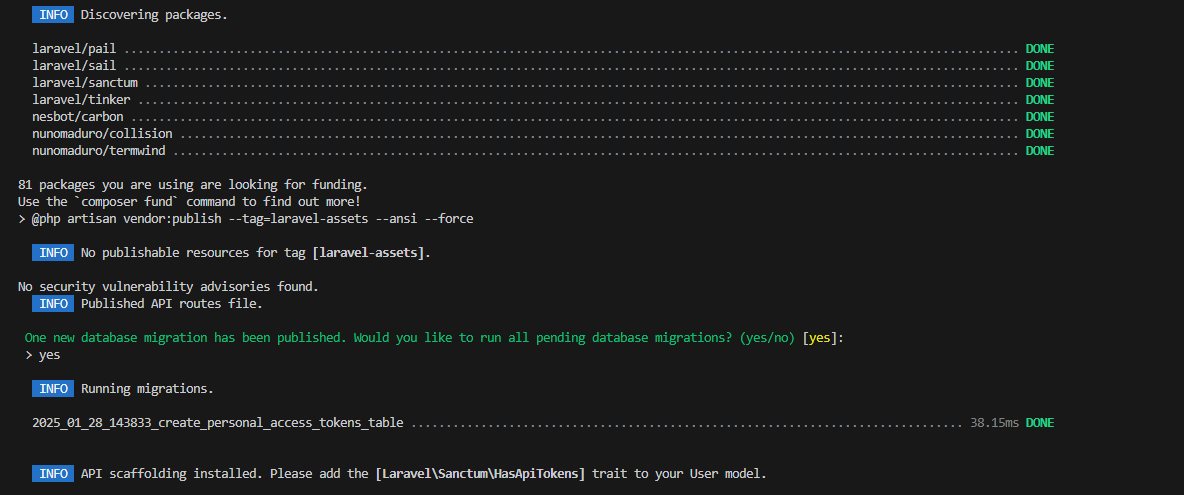 INFO Discovering packages.
laravel/pail ........................................................................................................................................ DONE
laravel/sail ........................................................................................................................................ DONE
laravel/sanctum ..................................................................................................................................... DONE
laravel/tinker ...................................................................................................................................... DONE
nesbot/carbon ....................................................................................................................................... DONE
nunomaduro/collision ................................................................................................................................ DONE
nunomaduro/termwind ................................................................................................................................. DONE
81 packages you are using are looking for funding.
Use the `composer fund` command to find out more!
> @php artisan vendor:publish --tag=laravel-assets --ansi --force
INFO No publishable resources for tag [laravel-assets].
No security vulnerability advisories found.
INFO Published API routes file.
One new database migration has been published. Would you like to run all pending database migrations? (yes/no) [yes]:
> yes
INFO Running migrations.
2025_01_28_143833_create_personal_access_tokens_table ................................................................................ 38.15ms DONE
INFO API scaffolding installed. Please add the [Laravel\Sanctum\HasApiTokens] trait to your User model.